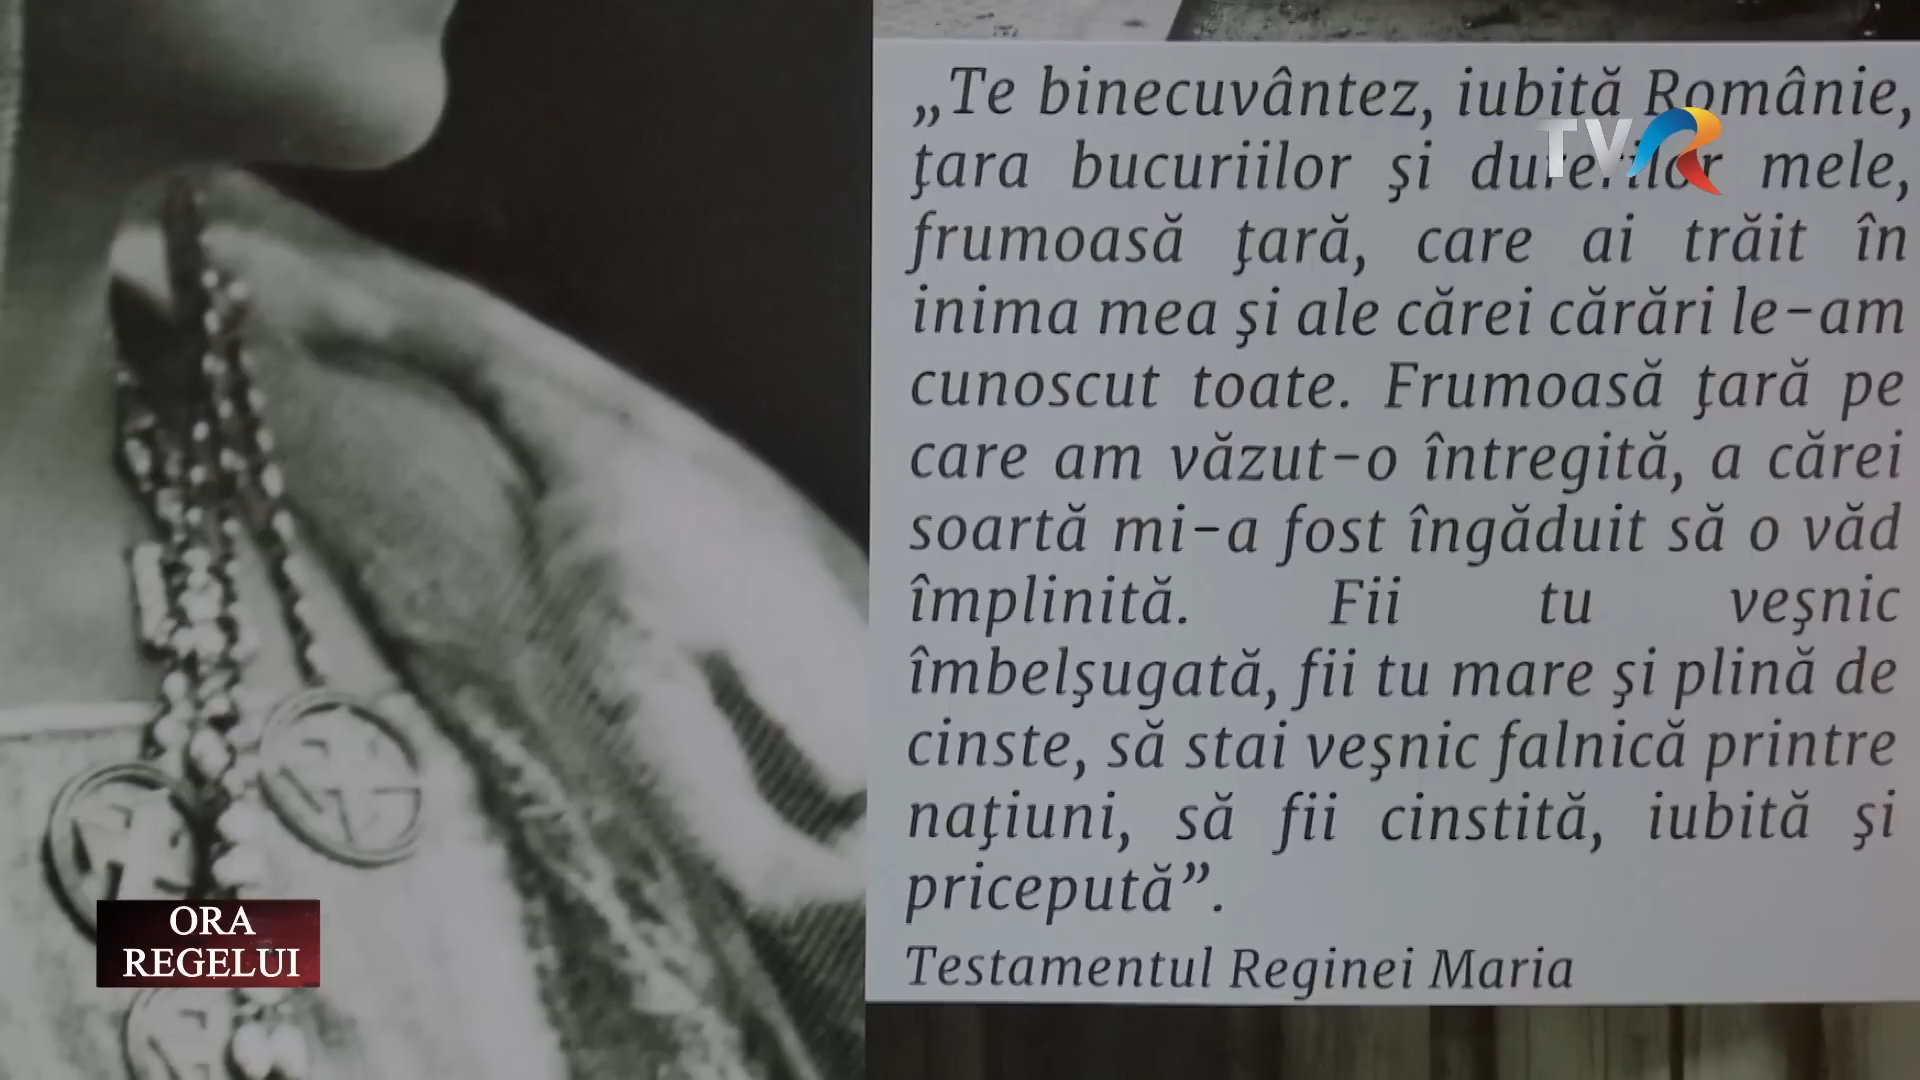 „Te binecuvântez, iubită Românie,
ţara bucuriilor şi durerilor mele,
frumoasă ţară, care ai trăit în
inima mea şi ale cărei cărări le-am
cunoscut toate. Frumoasă ţară pe
care am văzut-o întregită, a cărei
soartă mi-a fost îngăduit să o văd
împlinită. Fii tu veşnic
îmbelşugată, fii tu mare şi plină de
cinste, să stai veşnic falnică printre
naţiuni, să fii cinstită, iubită şi
pricepută”.
Testamentul Reginei Maria
TVR
ORA
REGELUI